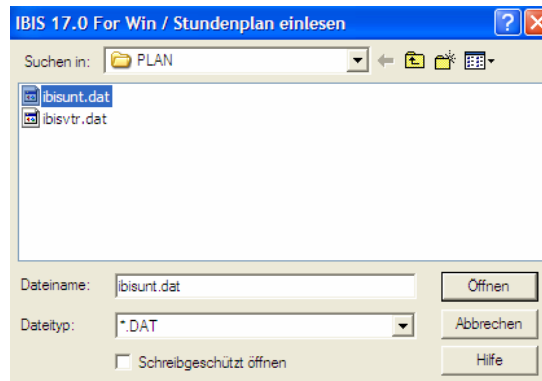 IBIS 17.0 For Win / Stundenplan einlesen
Suchen in: PLAN
ibisunt.dat
ibisvtr.dat
Dateiname: ibisunt.dat Öffnen
Dateityp: *.DAT Abbrechen
Schreibgeschützt öffnen Hilfe